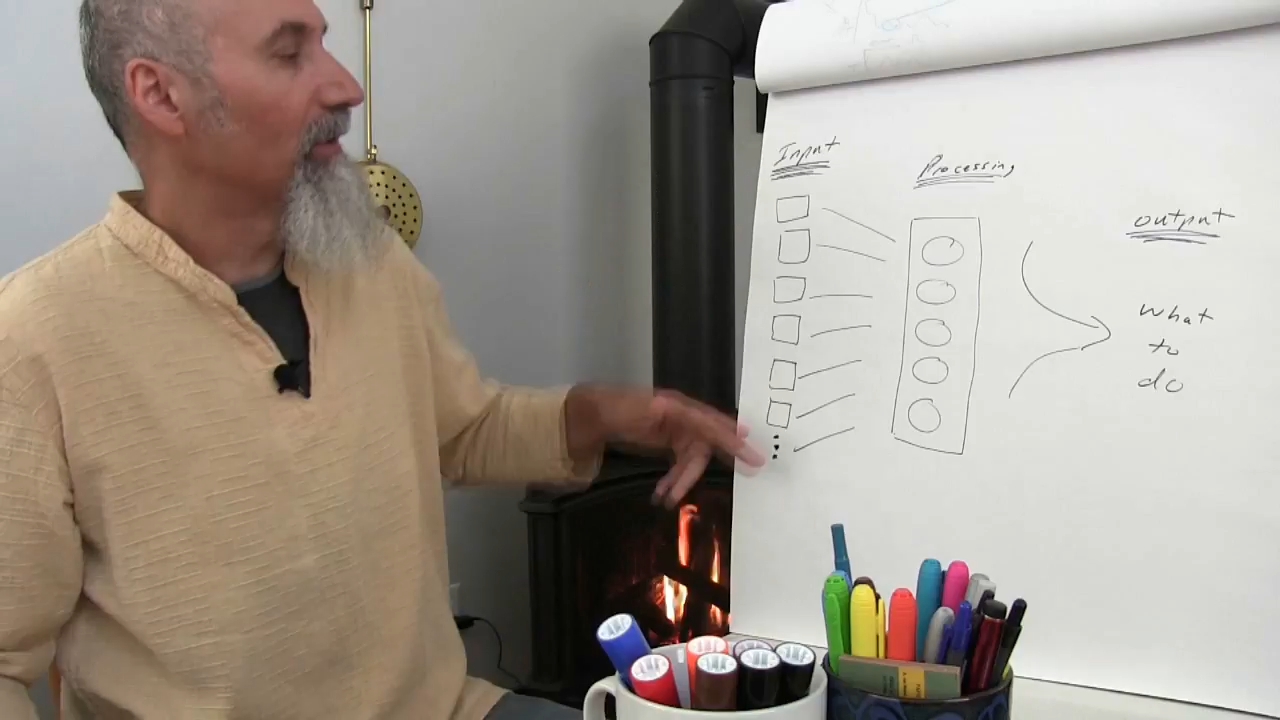 Input
Processing
output
what
to
do